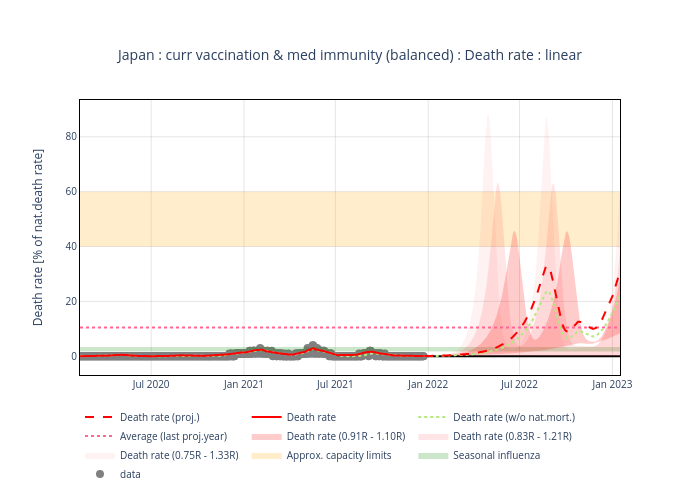 Japan : curr vaccination & med immunity (balanced) : Death rate : linear
Death rate [% of nat.death rate]
80
60
40
20
0
Jul 2020 Jan 2021 Jul 2021 Jan 2022 Jul 2022 Jan 2023
Death rate (proj.) Death rate Death rate (w/o nat.mort.)
Average (last proj.year) Death rate (0.91R - 1.10R) Death rate (0.83R - 1.21R)
Death rate (0.75R - 1.33R) Approx. capacity limits Seasonal influenza
data